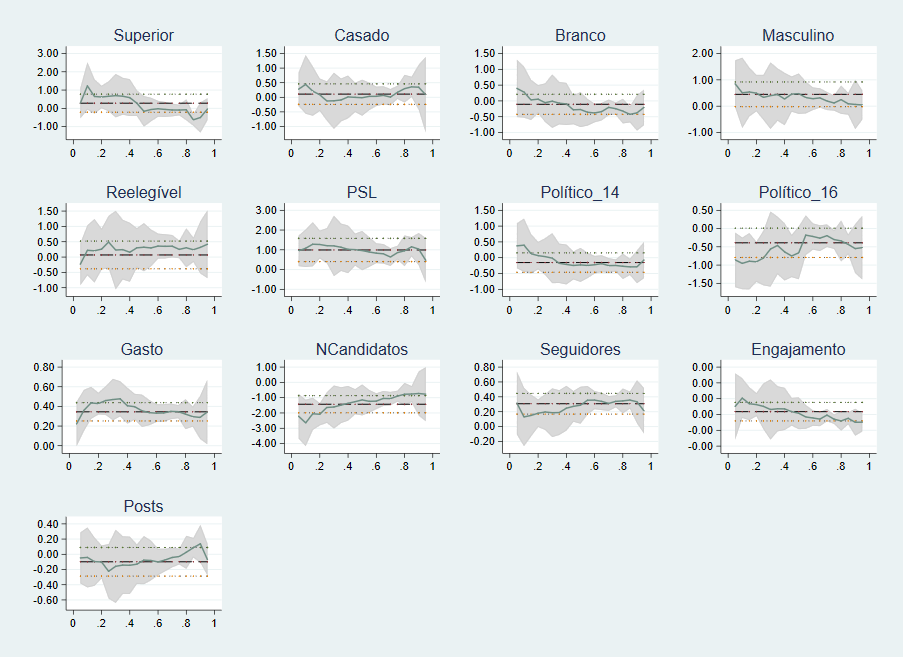 Superior Casado Branco Masculino
3.00 1.50 1.50 2.00
2.00 1.00 1.00 1.00
1.00 0.50 0.50 0.00
0.00 0.00 0.00 -1.00
-1.00 -0.50 -0.50
-1.00 -1.00
0 .2 .4 .6 .8 1 0 .2 .4 .6 .8 1 0 .2 .4 .6 .8 1 0 .2 .4 .6 .8 1
Reelegível PSL Político_14 Político_16
1.50 3.00 1.50 0.50
1.00 2.00 1.00 0.00
0.50 1.00 0.50 -0.50
0.00 0.00 0.00 -1.00
-0.50 -1.00 -0.50 -1.50
-1.00 -1.00
0 .2 .4 .6 .8 1 0 .2 .4 .6 .8 1 0 .2 .4 .6 .8 1 0 .2 .4 .6 .8 1
Gasto NCandidatos Seguidores Engajamento
0.80 1.00 0.80 0.00
0.60 0.00 0.60 0.00
0.40 -1.00 0.40 0.00
0.20 -2.00 0.20 0.00
0.00 -3.00 0.00 -0.00
-4.00 -0.20 -0.00
0 .2 .4 .6 .8 1 0 .2 .4 .6 .8 1 0 .2 .4 .6 .8 1 0 .2 .4 .6 .8 1
Posts
0.40
0.20
0.00
-0.20
-0.40
-0.60
0 .2 .4 .6 .8 1